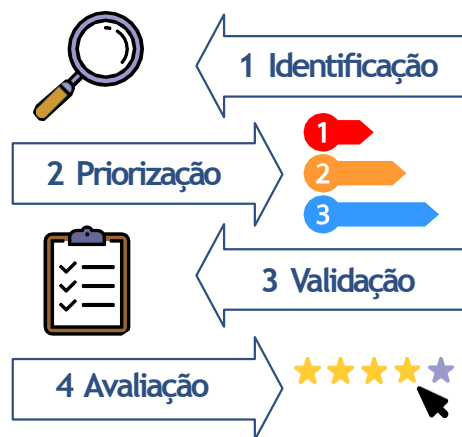 1 Identificação
2 Priorização
1
2
3
3 Validação
4 Avaliação